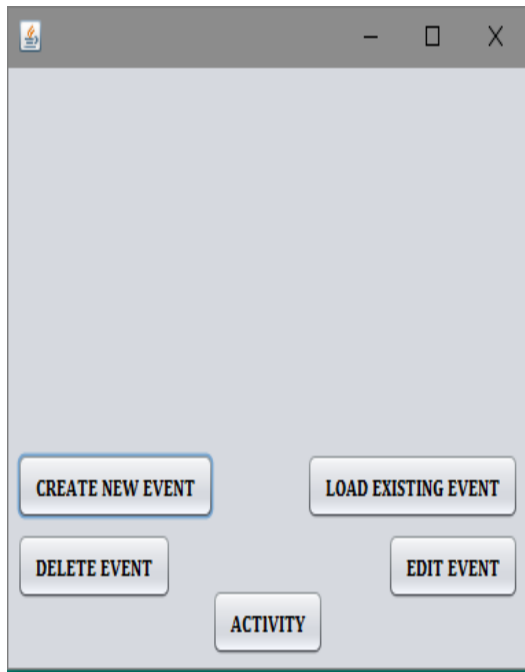 CREATE NEW EVENT
LOAD EXISTING EVENT
DELETE EVENT
EDIT EVENT
ACTIVITY